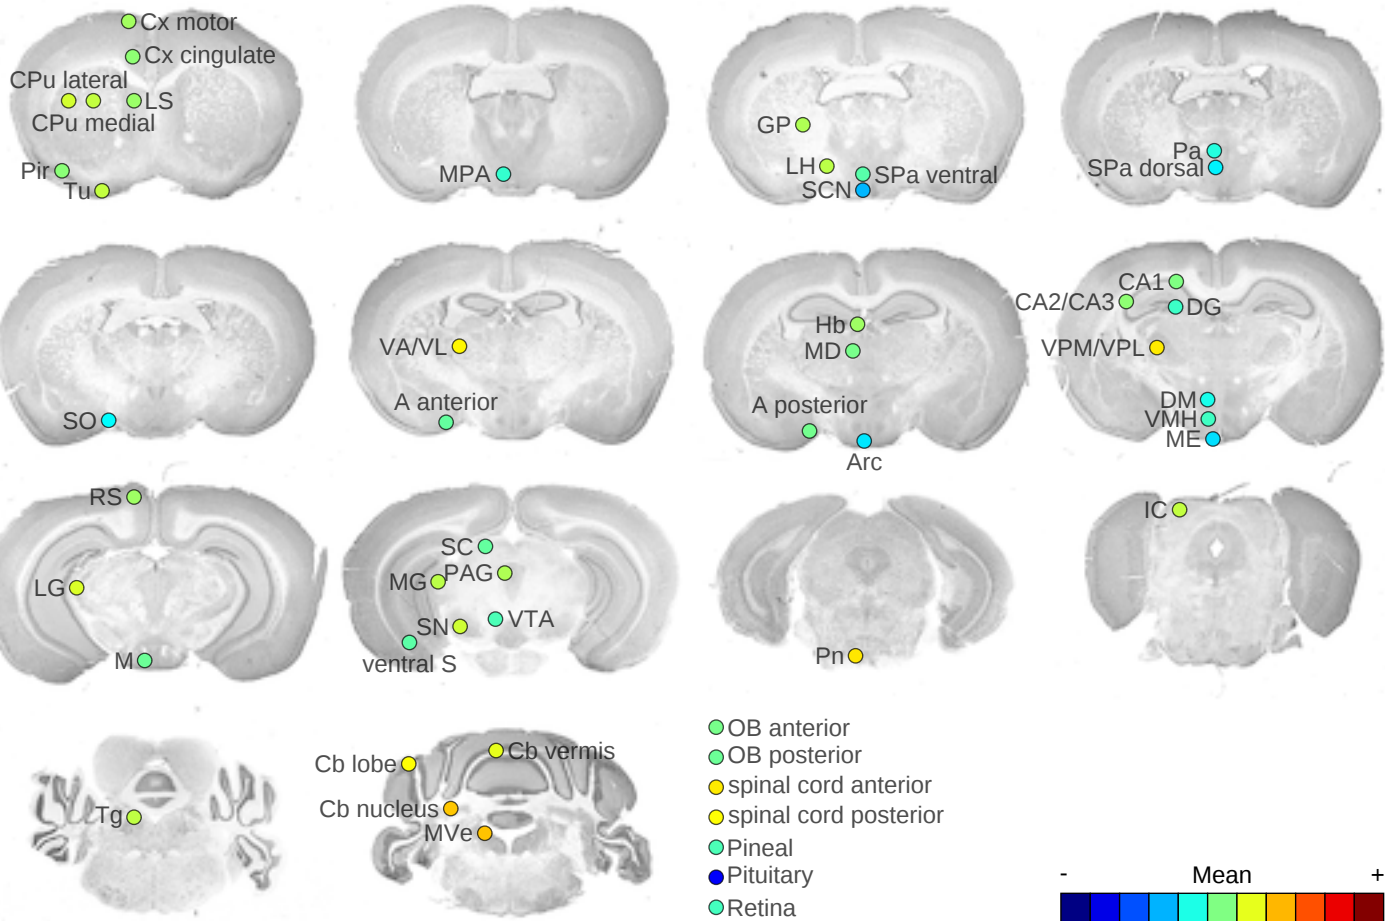 Cx motor
Cx cingulate
CPu lateral
LS
CPu medial
Pir
Tu
MPA
GP
LH
SPa ventral
SCN
Pa
SPa dorsal
SO
VA/VL
A anterior
Hb
MD
A posterior
Arc
CA1
CA2/CA3
DG
VPM/VPL
DM
VMH
ME
RS
LG
M
SC
MG
PAG
SN
VTA
ventral S
Pn
IC
Tg
Cb lobe
Cb vermis
Cb nucleus
MVe
OB anterior
OB posterior
spinal cord anterior
spinal cord posterior
Pineal
Pituitary
Retina
- Mean +